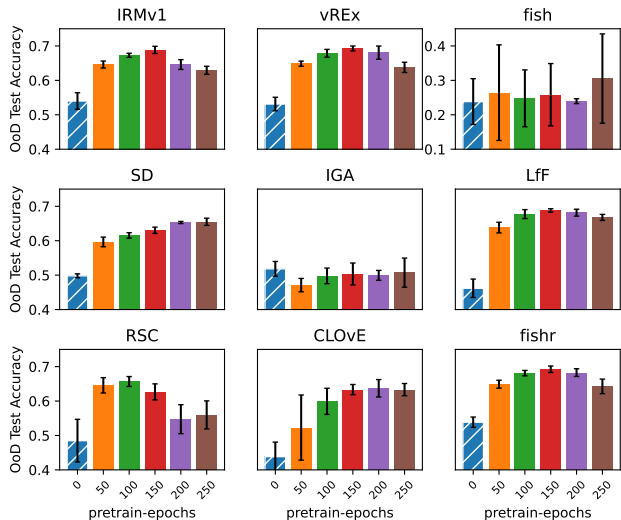 IRMv1 vREx fish
OoD Test Accuracy
0.7
0.6
0.5
0.4
0.4
0.3
0.2
0.1
SD IGA LfF
OoD Test Accuracy
0.7
0.6
0.5
0.4
RSC CLOvE fishr
OoD Test Accuracy
0.7
0.6
0.5
0.4
0 50 100 150 200 250 0 50 100 150 200 250 0 50 100 150 200 250
pretrain-epochs pretrain-epochs pretrain-epochs